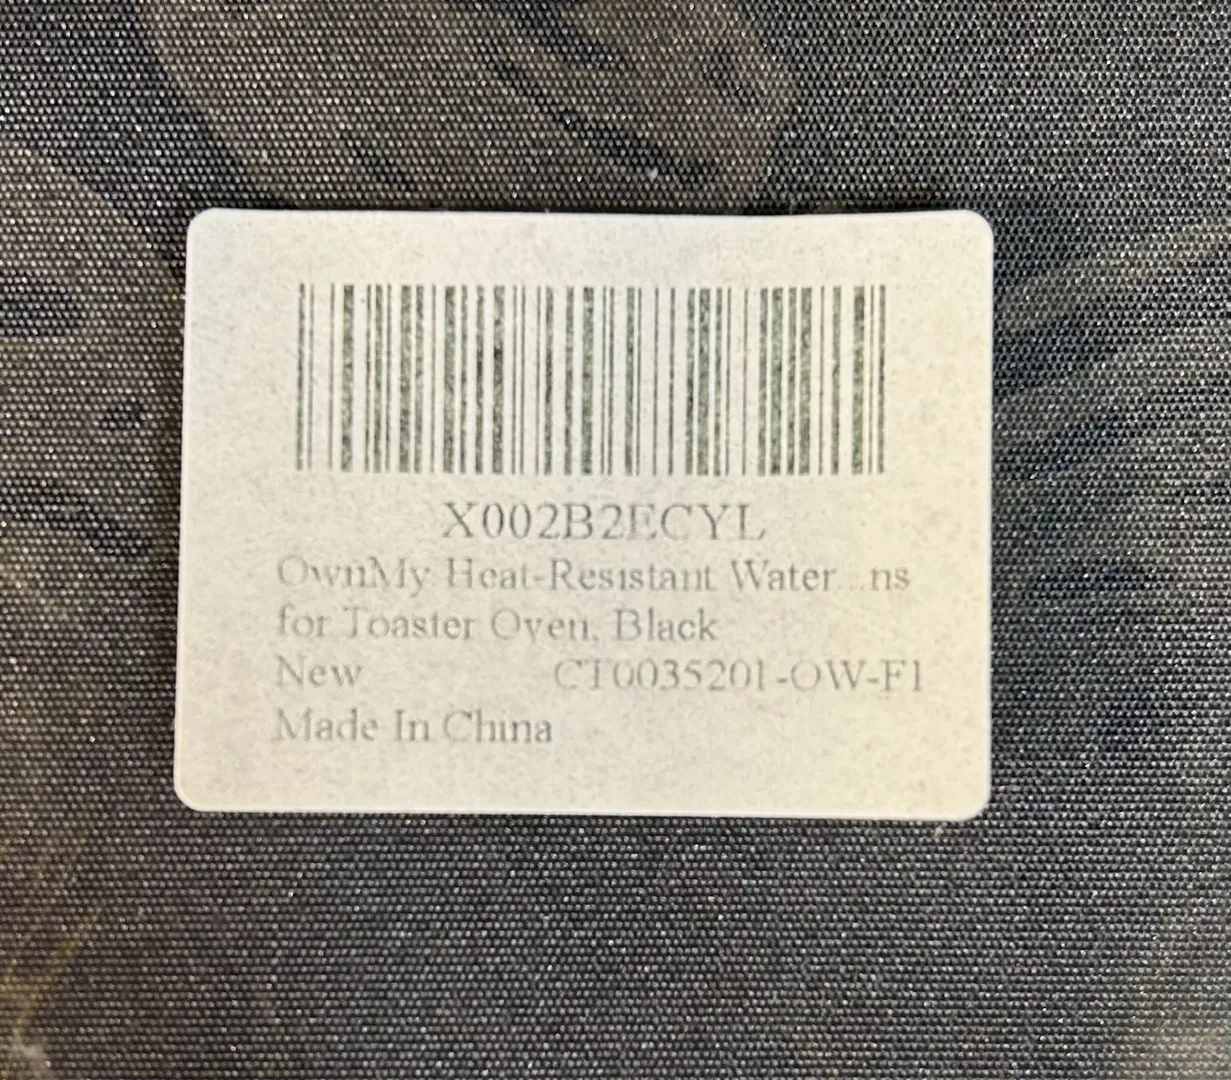 X002B2ECYL
OwnMy Heat-Resistant Water...ns
for Toaster Oven, Black
New CT0035201-OW-F1
Made In China